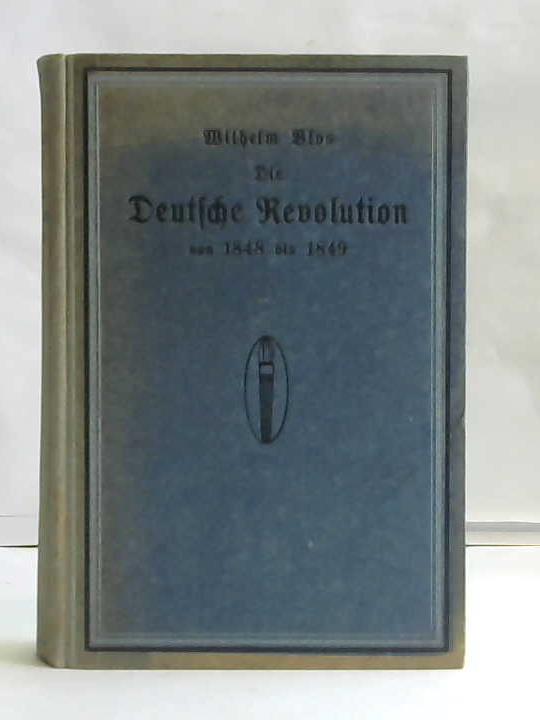 Wilhelm Blos
Die
Deutsche Revolution
von 1848 bis 1849